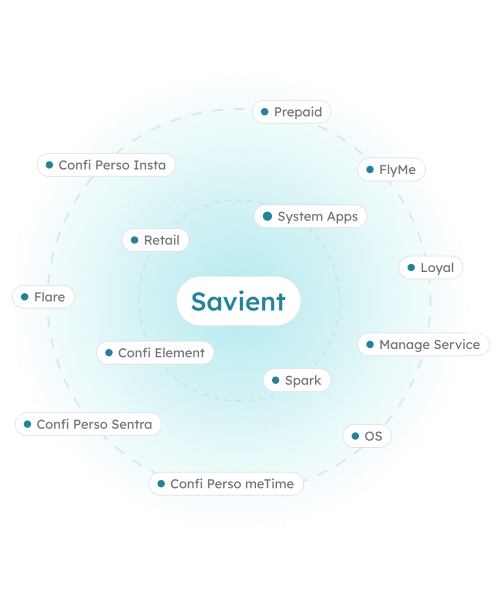 Prepaid
Confi Perso Insta
FlyMe
System Apps
Retail
Loyal
Flare
Savient
Manage Service
Confi Element
Spark
Confi Perso Sentra
OS
Confi Perso meTime